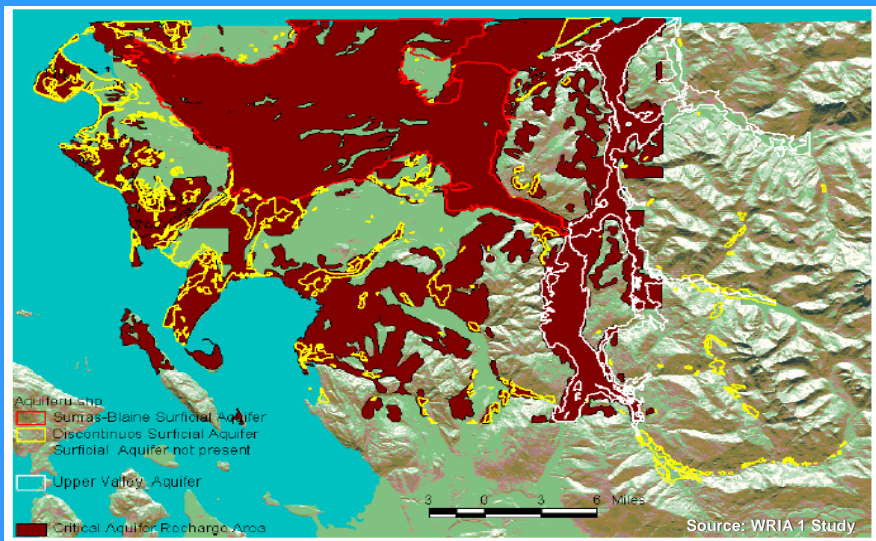 Aquiferu.shp
Sumas-Blaine Surficial Aquifer
Discontinuos Surficial Aquifer
Surficial Aquifer not present
Upper Valley Aquifer
Critical Aquifer Recharge Area
3 0 3 6 Miles
Source: WRIA 1 Study